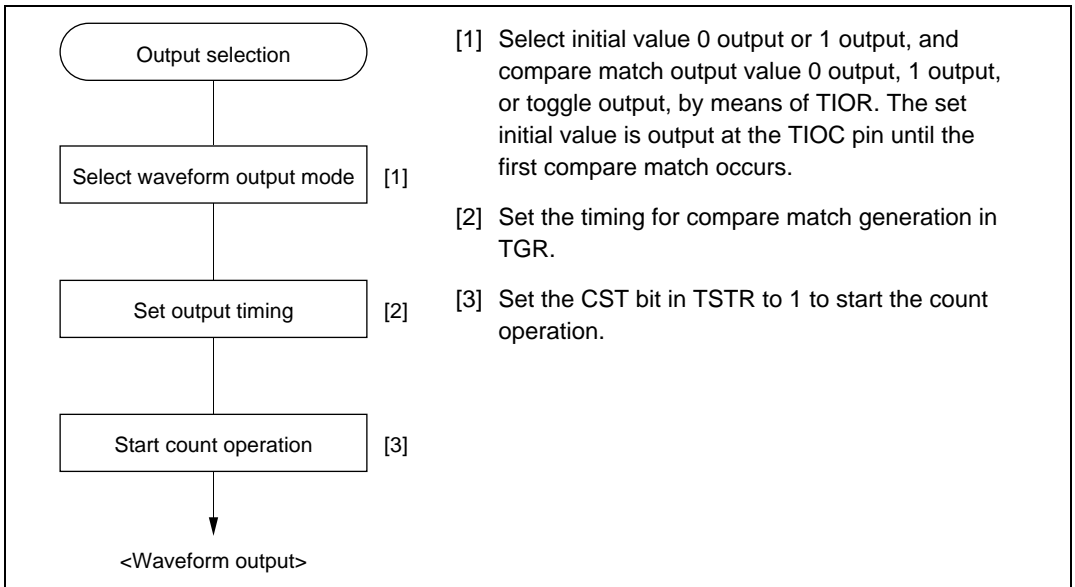 Output selection
Select waveform output mode [1]
Set output timing [2]
Start count operation [3]
<Waveform output>
[1] Select initial value 0 output or 1 output, and
compare match output value 0 output, 1 output,
or toggle output, by means of TIOR. The set
initial value is output at the TIOC pin until the
first compare match occurs.
[2] Set the timing for compare match generation in
TGR.
[3] Set the CST bit in TSTR to 1 to start the count
operation.